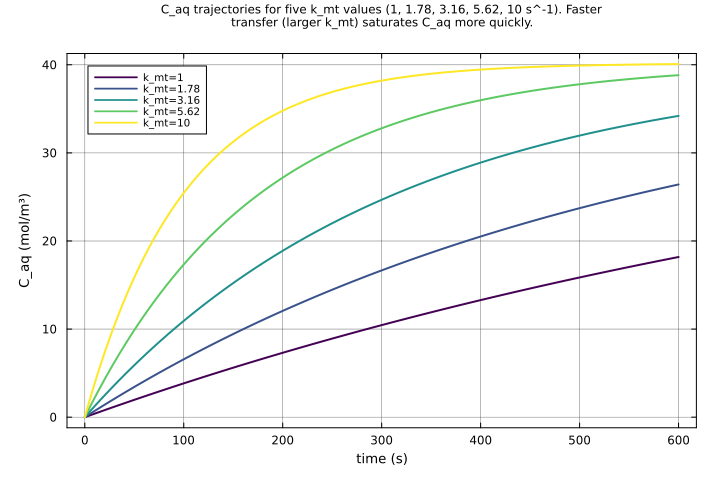 C_aq trajectories for five k_mt values (1, 1.78, 3.16, 5.62, 10 s^-1). Faster
transfer (larger k_mt) saturates C_aq more quickly.
k_mt=1
k_mt=1.78
k_mt=3.16
k_mt=5.62
k_mt=10
C_aq (mol/m³)
40
30
20
10
0
0 100 200 300 400 500 600
time (s)